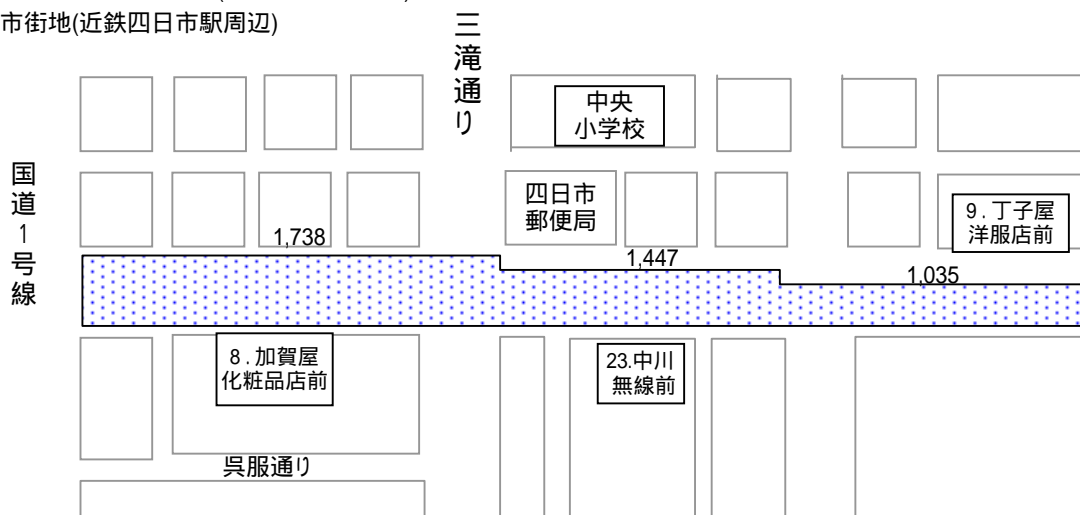 市街地(近鉄四日市駅周辺)
三滝通り
中央
小学校
国道1号線
四日市
郵便局
9.丁子屋
洋服店前
1,738
1,447
1,035
8.加賀屋
化粧品店前
23.中川
無線前
呉服通り